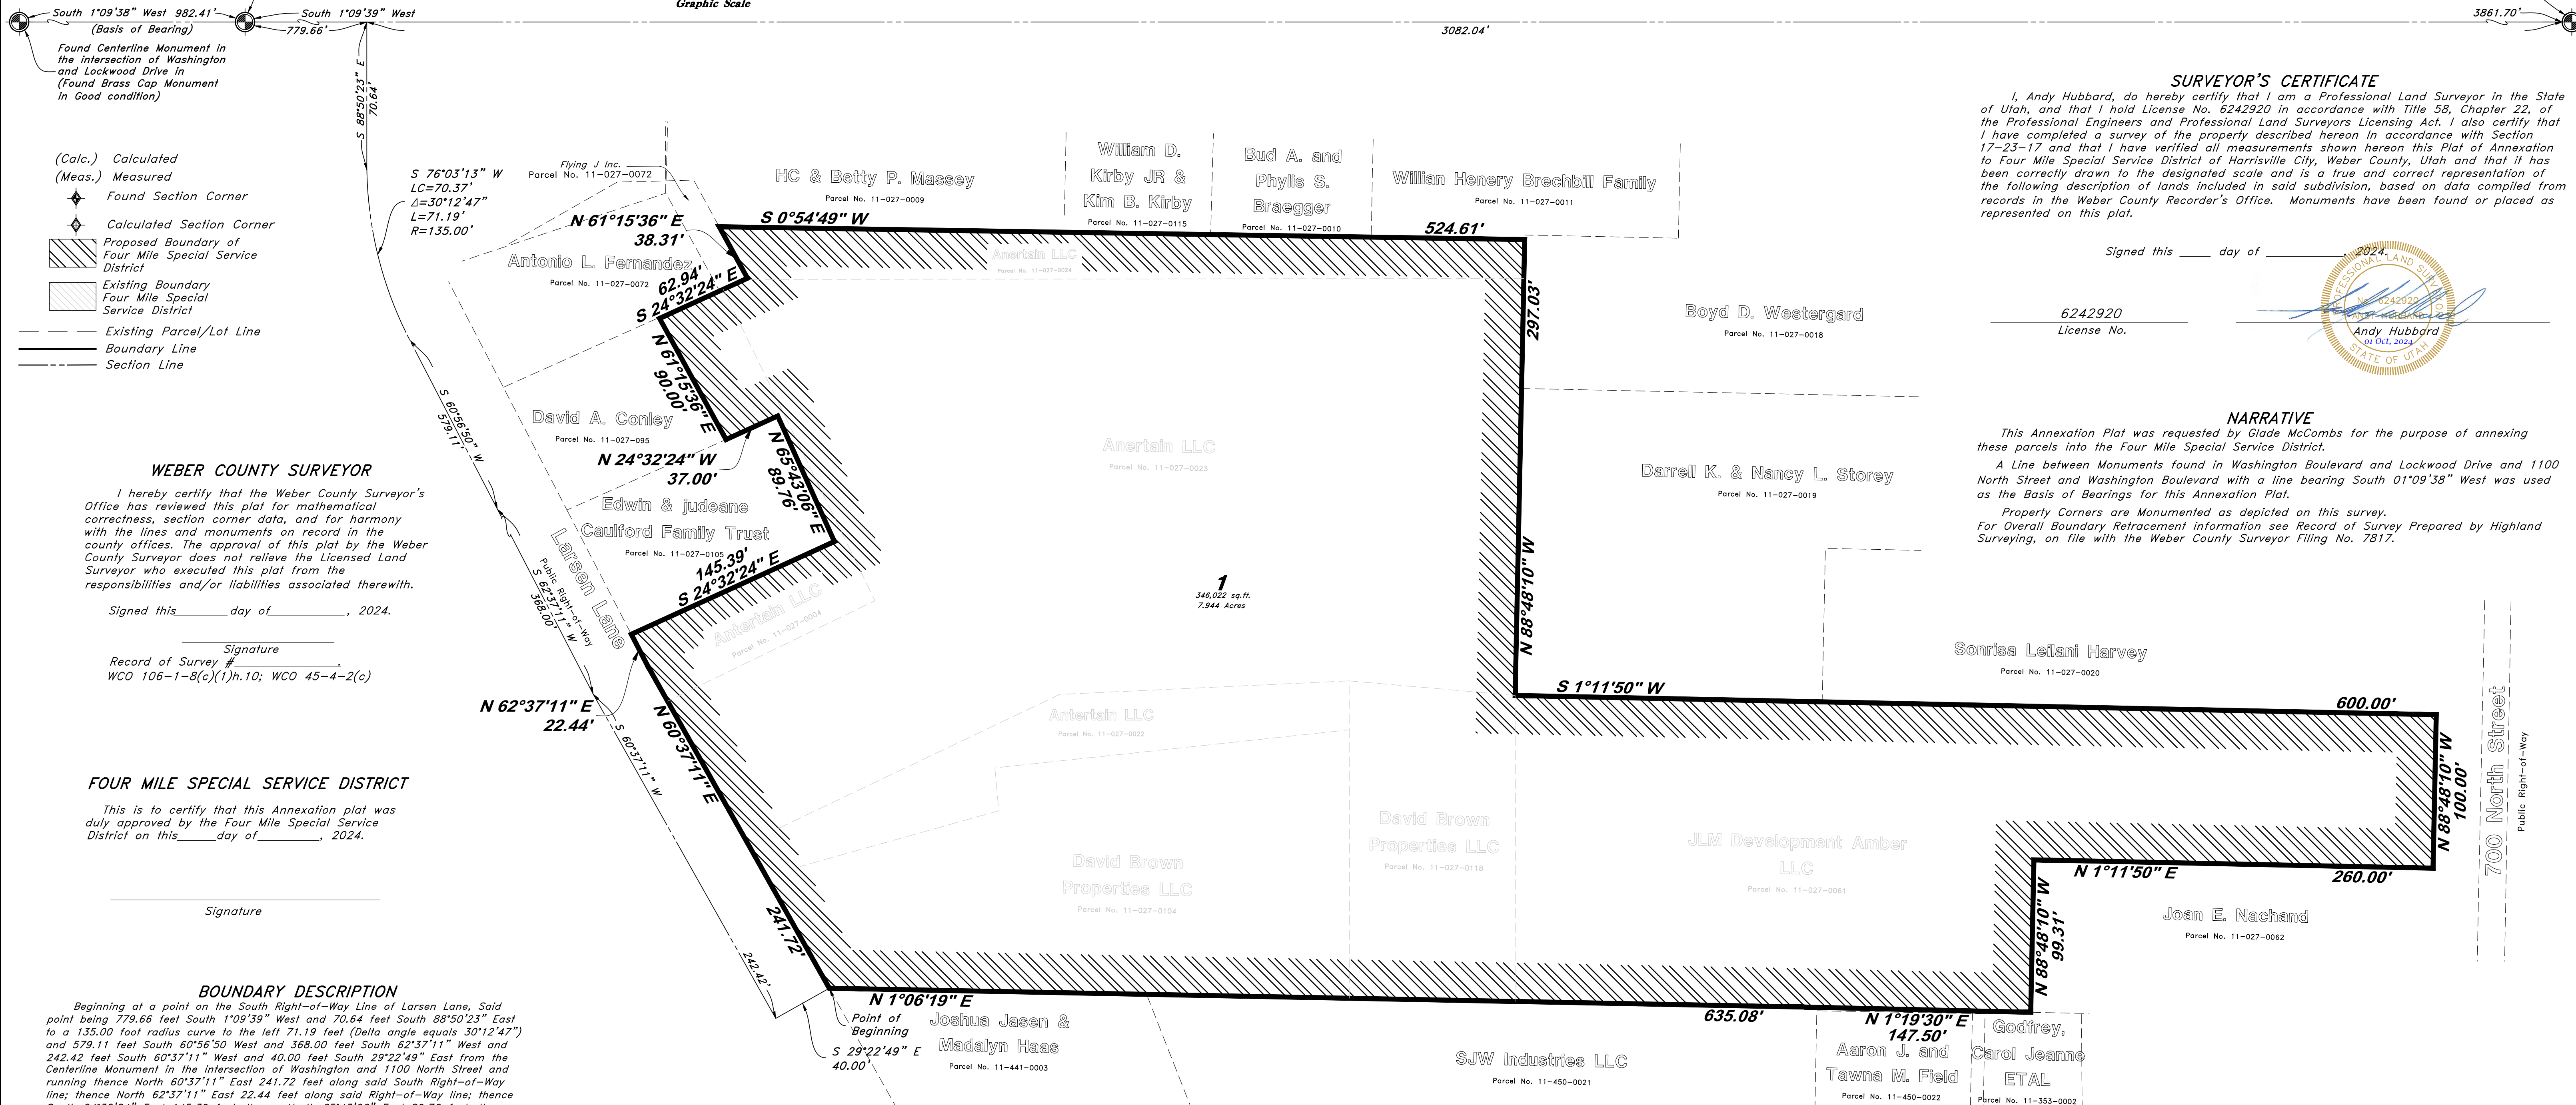 Graphic Scale
South 1°09'38" West 982.41'
(Basis of Bearing)
South 1°09'39" West
779.66'
3082.04'
3861.70'
Found Centerline Monument in
the intersection of Washington
and Lockwood Drive in
(Found Brass Cap Monument
in Good condition)
S 88°50'23" E
70.64'
(Calc.) Calculated
(Meas.) Measured
Found Section Corner
Calculated Section Corner
Proposed Boundary of
Four Mile Special Service
District
Existing Boundary
Four Mile Special
Service District
Existing Parcel/Lot Line
Boundary Line
Section Line
S 76°03'13" W
LC=70.37'
Δ=30°12'47"
L=71.19'
R=135.00'
Flying J Inc.
Parcel No. 11-027-0072
HC & Betty P. Massey
Parcel No. 11-027-0009
William D.
Kirby JR &
Kim B. Kirby
Parcel No. 11-027-0115
Bud A. and
Phylis S.
Braegger
Parcel No. 11-027-0010
Willian Henery Brechbill Family
Parcel No. 11-027-0011
N 61°15'36" E
38.31'
S 0°54'49" W
524.61'
Antonio L. Fernandez
Parcel No. 11-027-0072
62.94'
S 24°32'24" E
Anertain LLC
Parcel No. 11-027-0024
297.03'
N 88°48'10" W
Boyd D. Westergard
Parcel No. 11-027-0018
N 61°15'36" E
90.00'
David A. Conley
Parcel No. 11-027-095
N 24°32'24" W
37.00'
N 65°43'06" E
89.76'
Anertain LLC
Parcel No. 11-027-0023
Darrell K. & Nancy L. Storey
Parcel No. 11-027-0019
S 60°56'50" W
579.11'
Edwin & judeane
Caulford Family Trust
Parcel No. 11-027-0105
145.39'
S 24°32'24" E
Larsen Lane
Public Right-of-Way
S 62°37'11" W
368.00'
Antertain LLC
Parcel No. 11-027-0004
1
346,022 sq.ft.
7.944 Acres
Sonrisa Leilani Harvey
Parcel No. 11-027-0020
S 1°11'50" W
600.00'
N 62°37'11" E
22.44'
N 60°37'11" E
241.72'
S 60°37'11" W
242.42'
Antertain LLC
Parcel No. 11-027-0022
David Brown
Properties LLC
Parcel No. 11-027-0104
David Brown
Properties LLC
Parcel No. 11-027-0118
JLM Development Amber
LLC
Parcel No. 11-027-0061
N 88°48'10" W
100.00'
700 North Street
Public Right-of-Way
N 1°11'50" E
260.00'
N 88°48'10" W
99.31'
Joan E. Nachand
Parcel No. 11-027-0062
N 1°06'19" E
635.08'
N 1°19'30" E
147.50'
Point of
Beginning
S 29°22'49" E
40.00'
Joshua Jasen &
Madalyn Haas
Parcel No. 11-441-0003
SJW Industries LLC
Parcel No. 11-450-0021
Aaron J. and
Tawna M. Field
Parcel No. 11-450-0022
Godfrey,
Carol Jeanne
ETAL
Parcel No. 11-353-0002
WEBER COUNTY SURVEYOR
I hereby certify that the Weber County Surveyor's
Office has reviewed this plat for mathematical
correctness, section corner data, and for harmony
with the lines and monuments on record in the
county offices. The approval of this plat by the Weber
County Surveyor does not relieve the Licensed Land
Surveyor who executed this plat from the
responsibilities and/or liabilities associated therewith.
Signed this day of , 2024.
Signature
Record of Survey # .
WCO 106-1-8(c)(1)h.10; WCO 45-4-2(c)
FOUR MILE SPECIAL SERVICE DISTRICT
This is to certify that this Annexation plat was
duly approved by the Four Mile Special Service
District on this day of , 2024.
Signature
BOUNDARY DESCRIPTION
Beginning at a point on the South Right-of-Way Line of Larsen Lane, Said
point being 779.66 feet South 1°09'39" West and 70.64 feet South 88°50'23" East
to a 135.00 foot radius curve to the left 71.19 feet (Delta angle equals 30°12'47")
and 579.11 feet South 60°56'50 West and 368.00 feet South 62°37'11" West and
242.42 feet South 60°37'11" West and 40.00 feet South 29°22'49" East from the
Centerline Monument in the intersection of Washington and 1100 North Street and
running thence North 60°37'11" East 241.72 feet along said South Right-of-Way
line; thence North 62°37'11" East 22.44 feet along said Right-of-Way line; thence
SURVEYOR'S CERTIFICATE
I, Andy Hubbard, do hereby certify that I am a Professional Land Surveyor in the State
of Utah, and that I hold License No. 6242920 in accordance with Title 58, Chapter 22, of
the Professional Engineers and Professional Land Surveyors Licensing Act. I also certify that
I have completed a survey of the property described hereon In accordance with Section
17-23-17 and that I have verified all measurements shown hereon this Plat of Annexation
to Four Mile Special Service District of Harrisville City, Weber County, Utah and that it has
been correctly drawn to the designated scale and is a true and correct representation of
the following description of lands included in said subdivision, based on data compiled from
records in the Weber County Recorder's Office. Monuments have been found or placed as
represented on this plat.
Signed this day of , 2024.
6242920
License No.
PROFESSIONAL LAND SURVEYOR
No. 6242920
STATE OF UTAH
Andy Hubbard
01 Oct, 2024
NARRATIVE
This Annexation Plat was requested by Glade McCombs for the purpose of annexing
these parcels into the Four Mile Special Service District.
A Line between Monuments found in Washington Boulevard and Lockwood Drive and 1100
North Street and Washington Boulevard with a line bearing South 01°09'38" West was used
as the Basis of Bearings for this Annexation Plat.
Property Corners are Monumented as depicted on this survey.
For Overall Boundary Retracement information see Record of Survey Prepared by Highland
Surveying, on file with the Weber County Surveyor Filing No. 7817.